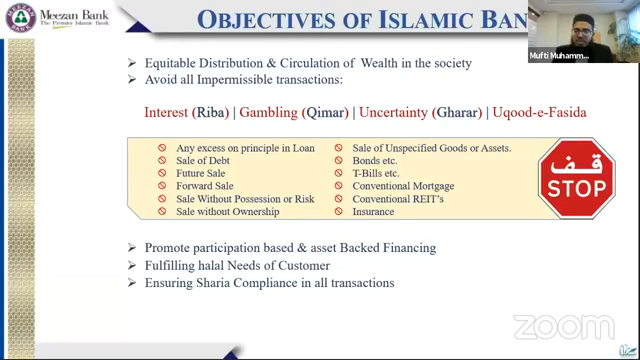 Meezan Bank
The Premier Islamic Bank
OBJECTIVES OF ISLAMIC BAN
Mufti Muhamm...
Equitable Distribution & Circulation of Wealth in the society
Avoid all Impermissible transactions:
Interest (Riba) | Gambling (Qimar) | Uncertainty (Gharar) | Uqood-e-Fasida
Any excess on principle in Loan
Sale of Debt
Future Sale
Forward Sale
Sale Without Possession or Risk
Sale without Ownership
Sale of Unspecified Goods or Assets.
Bonds etc.
T-Bills etc.
Conventional Mortgage
Conventional REIT's
Insurance
قف
STOP
Promote participation based & asset Backed Financing
Fulfilling halal Needs of Customer
Ensuring Sharia Compliance in all transactions
zoom